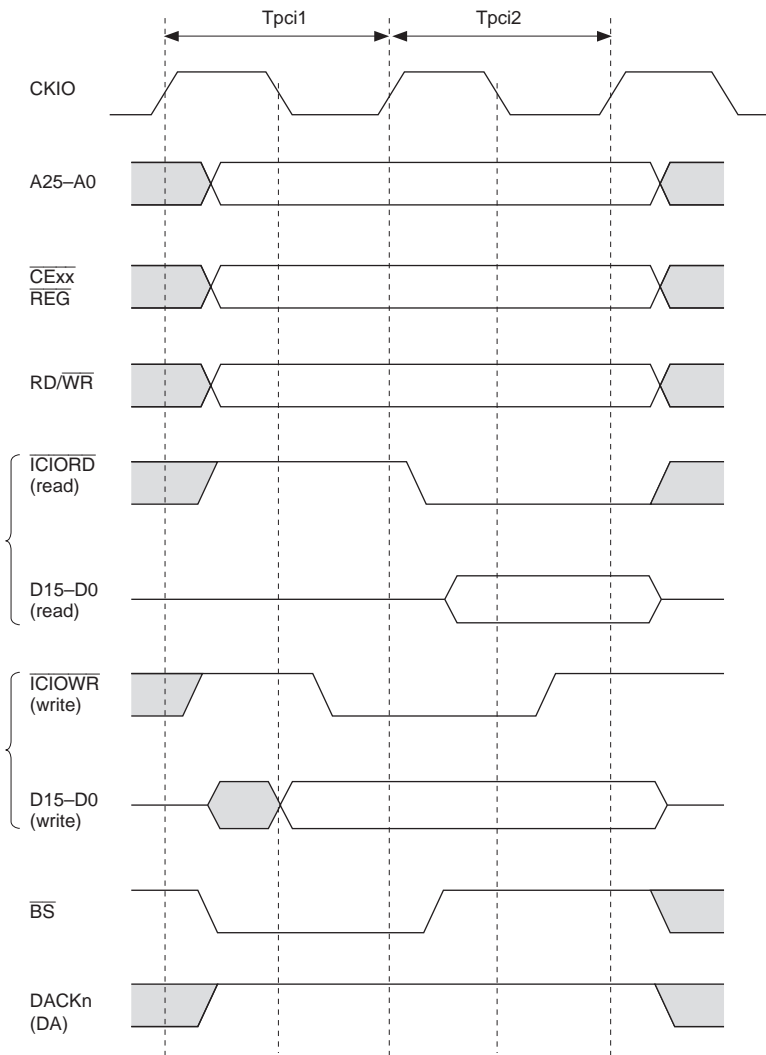 Tpci1 Tpci2
CKIO
A25–A0
CExx
REG
RD/WR
ICIORD
(read)
D15–D0
(read)
ICIOWR
(write)
D15–D0
(write)
BS
DACKn
(DA)